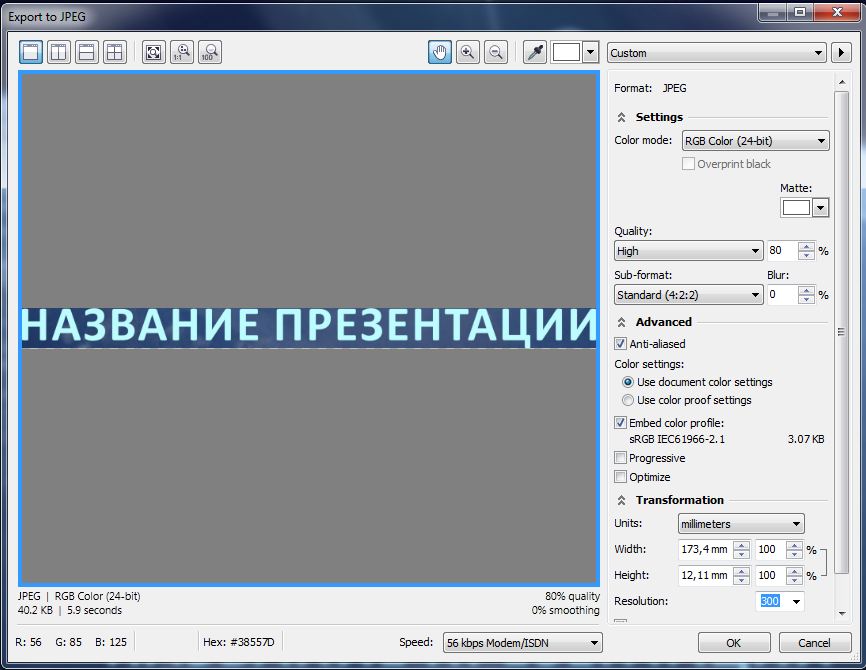 Export to JPEG
1:1
100
Custom
Format: JPEG
Settings
Color mode: RGB Color (24-bit)
Overprint black
Matte:
Quality:
High 80 %
Sub-format: Blur:
Standard (4:2:2) 0 %
Advanced
Anti-aliased
Color settings:
Use document color settings
Use color proof settings
Embed color profile:
sRGB IEC61966-2.1 3.07 KB
Progressive
Optimize
Transformation
Units: millimeters
Width: 173,4 mm 100 %
Height: 12,11 mm 100 %
Resolution: 300
НАЗВАНИЕ ПРЕЗЕНТАЦИИ
JPEG | RGB Color (24-bit) 80% quality
40.2 KB | 5.9 seconds 0% smoothing
R: 56 G: 85 B: 125 Hex: #38557D Speed: 56 kbps Modem/ISDN OK Cancel